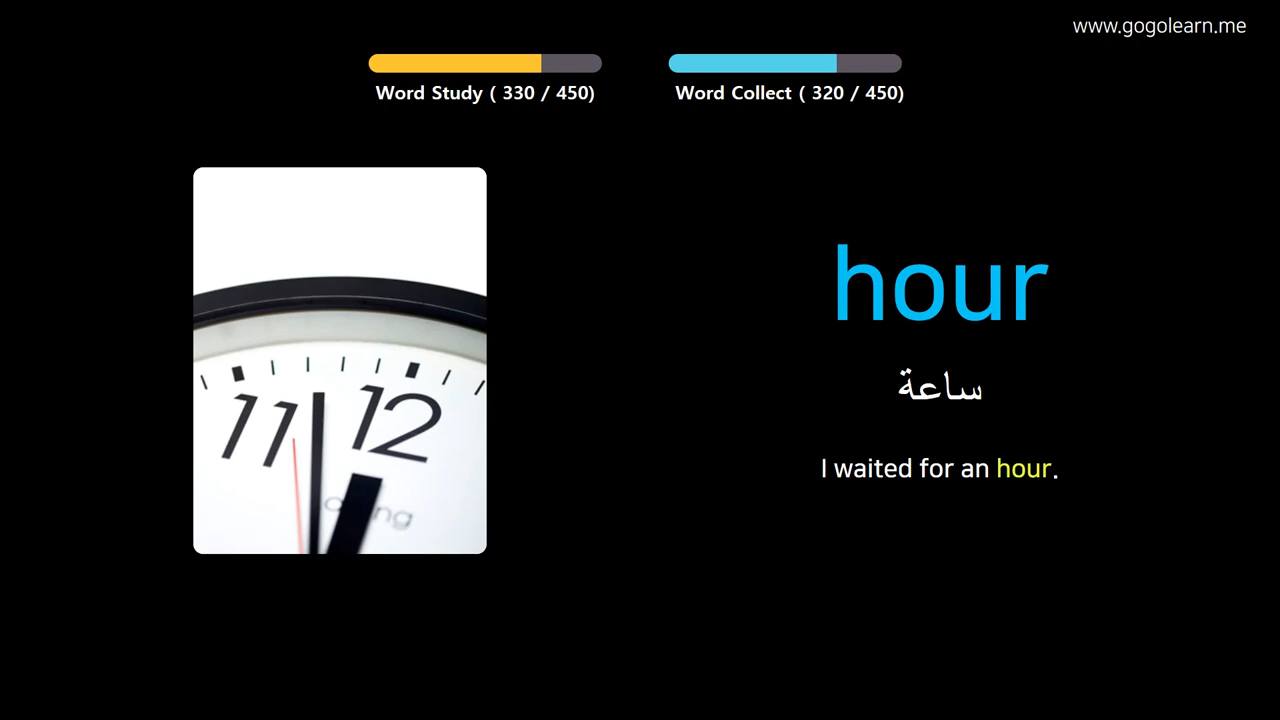 www.gogolearn.me
Word Study ( 330 / 450)
Word Collect ( 320 / 450)
11 12
hour
ساعة
I waited for an hour.